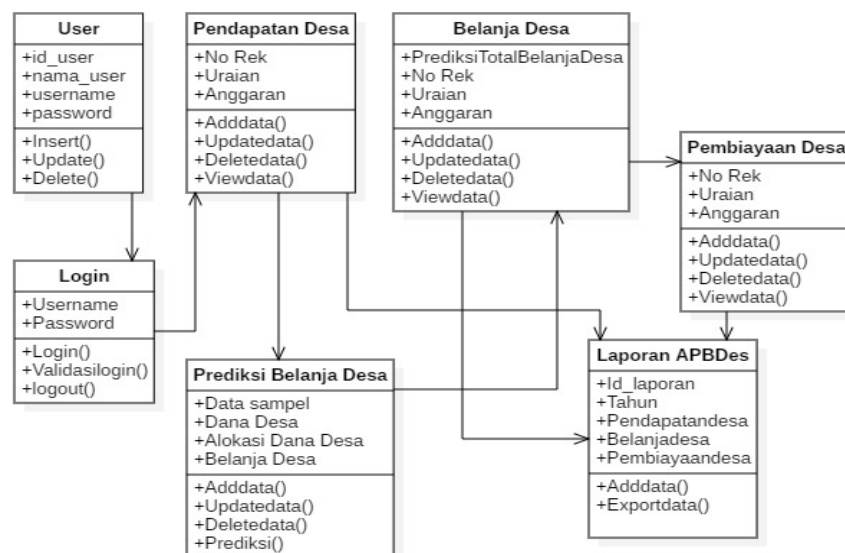 User
+id_user
+nama_user
+username
+password
+Insert()
+Update()
+Delete()
Pendapatan Desa
+No Rek
+Uraian
+Anggaran
+Adddata()
+Updatedata()
+Deletedata()
+Viewdata()
Belanja Desa
+PrediksiTotalBelanjaDesa
+No Rek
+Uraian
+Anggaran
+Adddata()
+Updatedata()
+Deletedata()
+Viewdata()
Pembiayaan Desa
+No Rek
+Uraian
+Anggaran
+Adddata()
+Updatedata()
+Deletedata()
+Viewdata()
Login
+Username
+Password
+Login()
+Validasilogin()
+logout()
Prediksi Belanja Desa
+Data sampel
+Dana Desa
+Alokasi Dana Desa
+Belanja Desa
+Adddata()
+Updatedata()
+Deletedata()
+Prediksi()
Laporan APBDes
+Id_laporan
+Tahun
+Pendapatandesa
+Belanjadesa
+Pembiayaandesa
+Adddata()
+Exportdata()